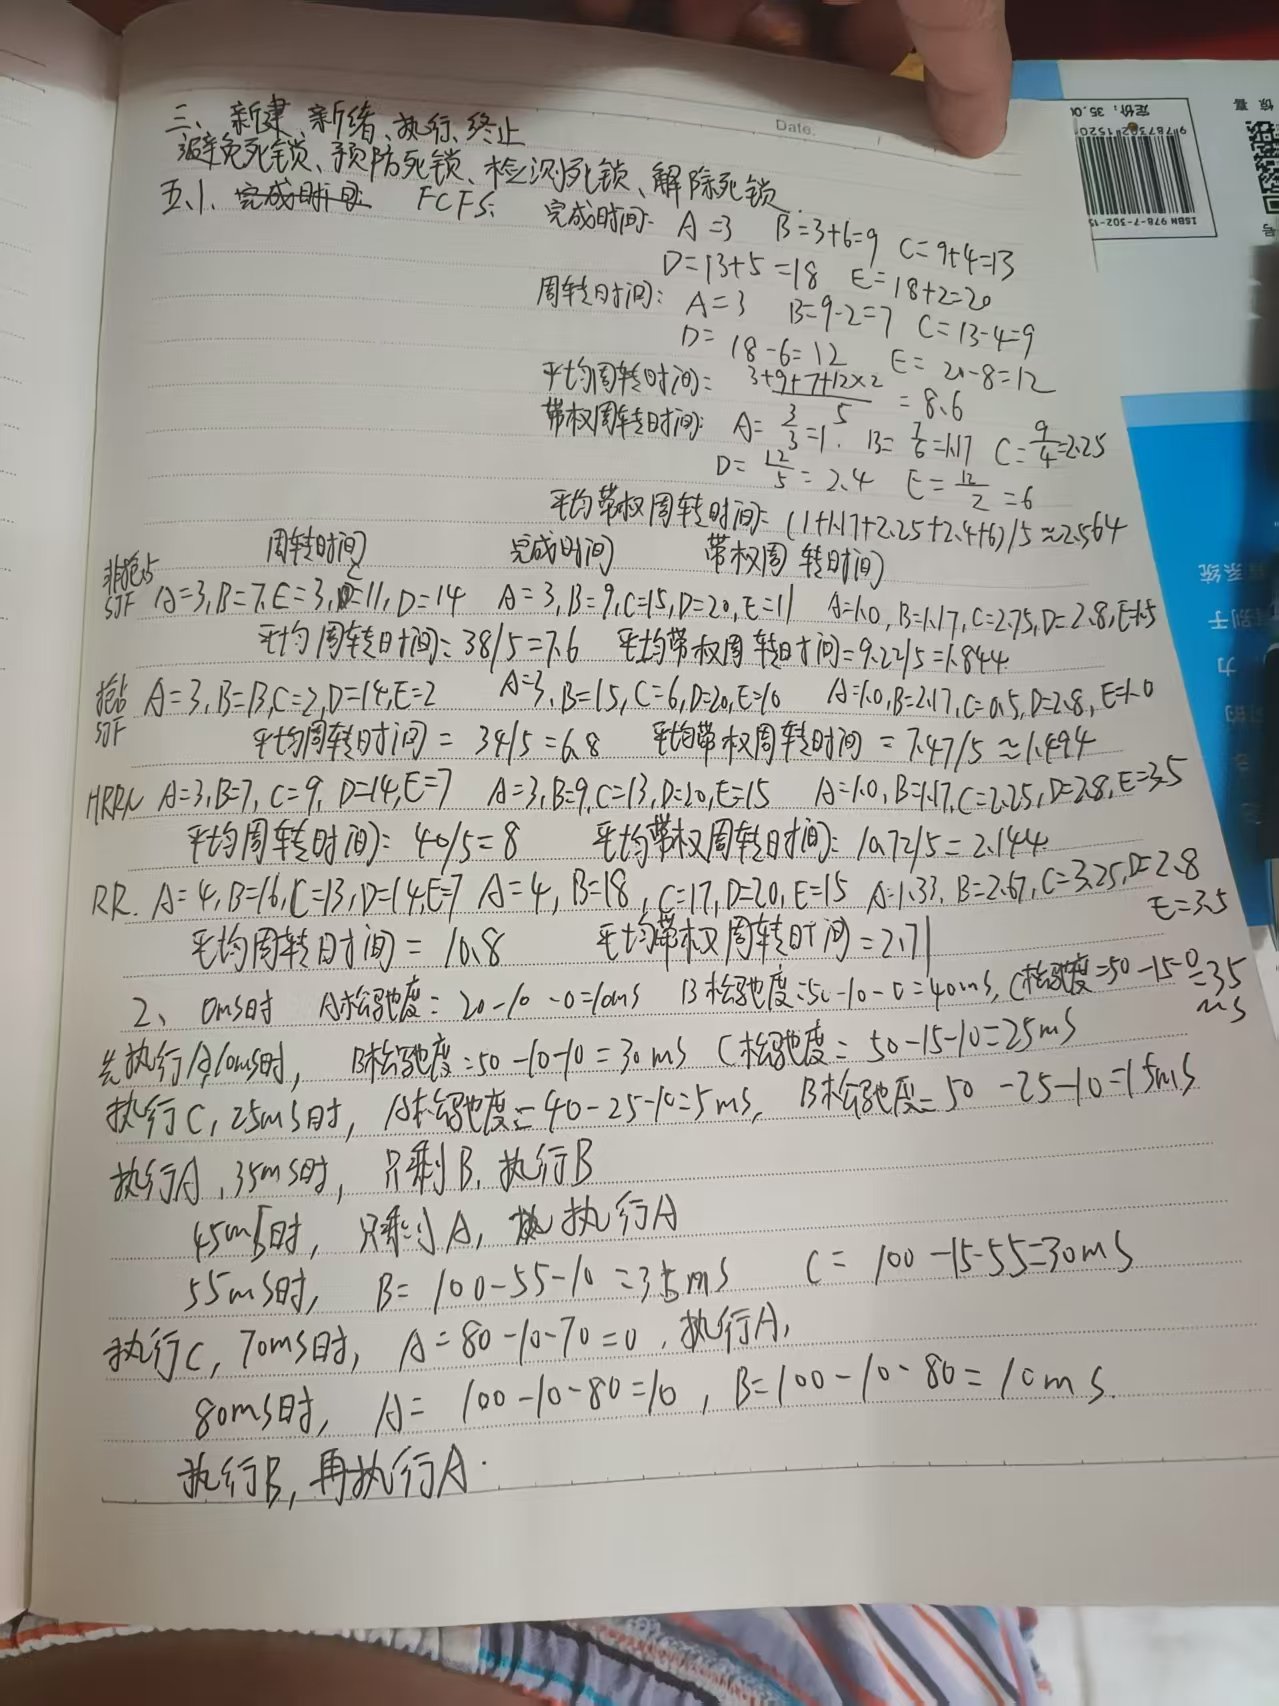 Date.
三、新建、新绪、执行、终止
避免死锁、预防死锁、检测死锁、解除死锁.
五、1. 完成时间 FCFS: 完成时间: A=3 B=3+6=9 C=9+4=13
D=13+5=18 E=18+2=20
周转时间: A=3 B=9-2=7 C=13-4=9
D=18-6=12 E=20-8=12
平均周转时间: 3+9+7+12×2/5 = 8.6
带权周转时间: A=3/3=1. B=7/6=1.17 C=9/4=2.25
D=12/5=2.4 E=12/2=6
平均带权周转时间: (1+1.17+2.25+2.4+6)/5≈2.564
周转时间 完成时间 带权周转时间
非抢占SJF A=3,B=7,E=3,C=11,D=14 A=3,B=9,C=15,D=20,E=11 A=1.0,B=1.17,C=2.75,D=2.8,E=1.5
平均周转时间: 38/5=7.6 平均带权周转时间=9.22/5=1.844
抢占SJF A=3,B=13,C=2,D=14,E=2 A=3,B=15,C=6,D=20,E=10 A=1.0,B=2.17,C=0.5,D=2.8,E=1.0
平均周转时间=34/5=6.8 平均带权周转时间=7.47/5≈1.494
HRRN A=3,B=7,C=9,D=14,E=7 A=3,B=9,C=13,D=20,E=15 A=1.0,B=1.17,C=2.25,D=2.8,E=3.5
平均周转时间: 40/5=8 平均带权周转时间: 10.72/5=2.144
RR. A=4,B=16,C=13,D=14,E=7 A=4,B=18,C=17,D=20,E=15 A=1.33,B=2.67,C=3.25,D=2.8
E=3.5
平均周转时间=10.8 平均带权周转时间=2.71
2、0ms时 A松弛度=20-10-0=10ms B松弛度:50-10-0=40ms, C松弛度=50-15-0=35
ms
先执行A,10ms时, B松弛度=50-10-10=30ms C松弛度=50-15-10=25ms
执行C,25ms时, A松弛度=40-25-10=5ms, B松弛度=50-25-10=15ms
执行A,35ms时, 只剩B,执行B
45ms时, 只剩A, 执行A
55ms时, B=100-55-10=35ms C=100-15-55=30ms
执行C,70ms时, A=80-10-70=0,执行A,
80ms时, A=100-10-80=10, B=100-10-80=10ms.
执行B,再执行A.
定价:35.00
ISBN 978-7-302-15